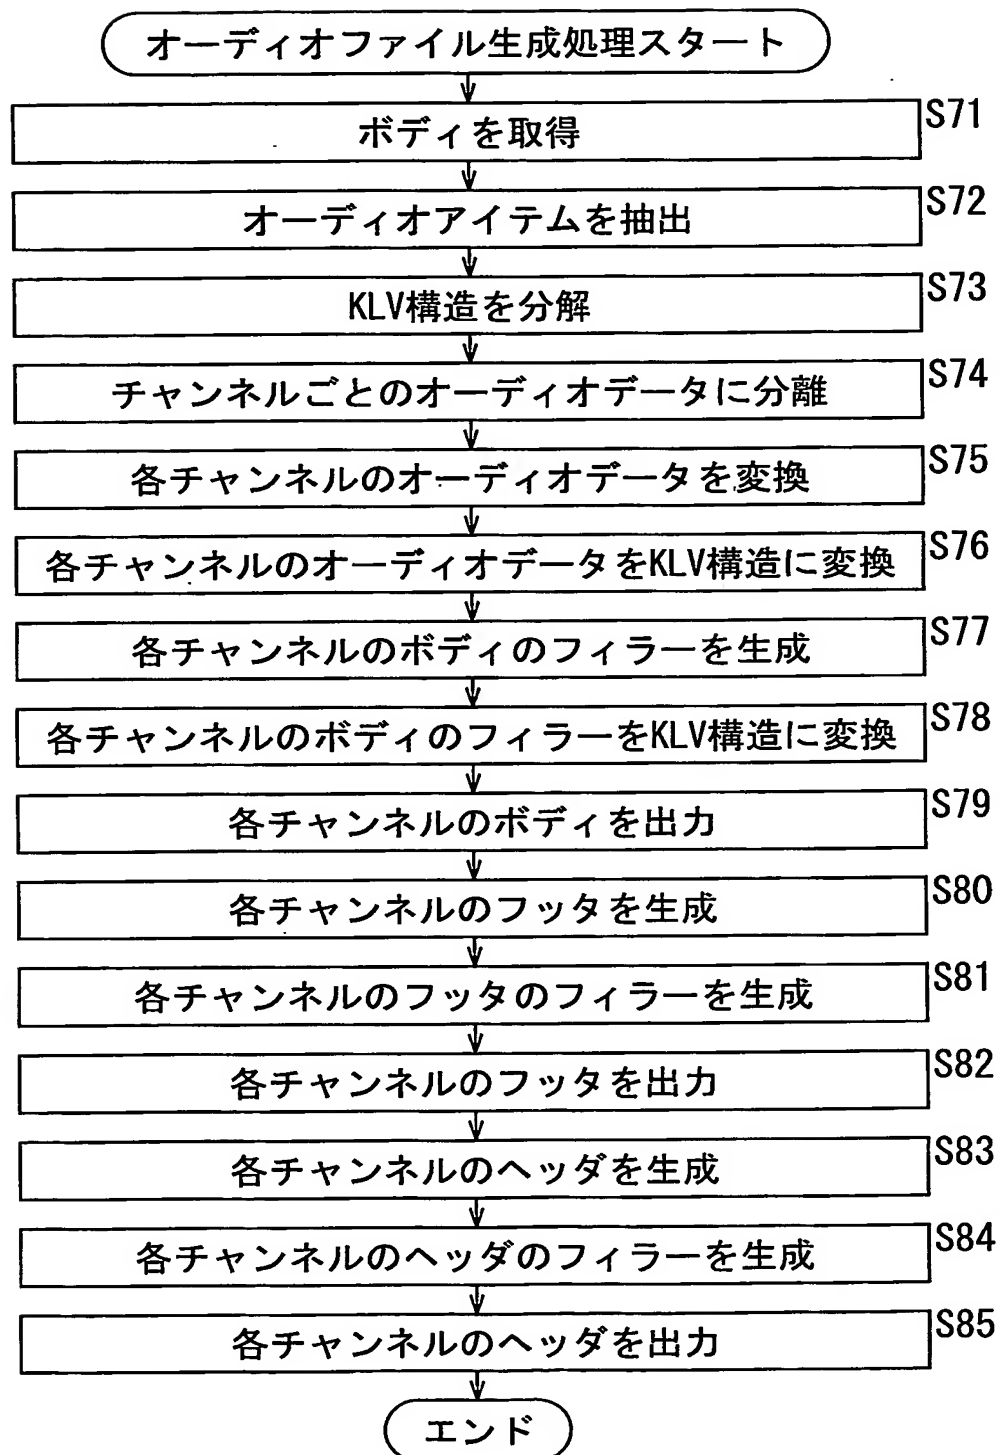 オーディオファイル生成処理スタート
ボディを取得 S71
オーディオアイテムを抽出 S72
KLV構造を分解 S73
チャンネルごとのオーディオデータに分離 S74
各チャンネルのオーディオデータを変換 S75
各チャンネルのオーディオデータをKLV構造に変換 S76
各チャンネルのボディのフィラーを生成 S77
各チャンネルのボディのフィラーをKLV構造に変換 S78
各チャンネルのボディを出力 S79
各チャンネルのフッタを生成 S80
各チャンネルのフッタのフィラーを生成 S81
各チャンネルのフッタを出力 S82
各チャンネルのヘッダを生成 S83
各チャンネルのヘッダのフィラーを生成 S84
各チャンネルのヘッダを出力 S85
エンド